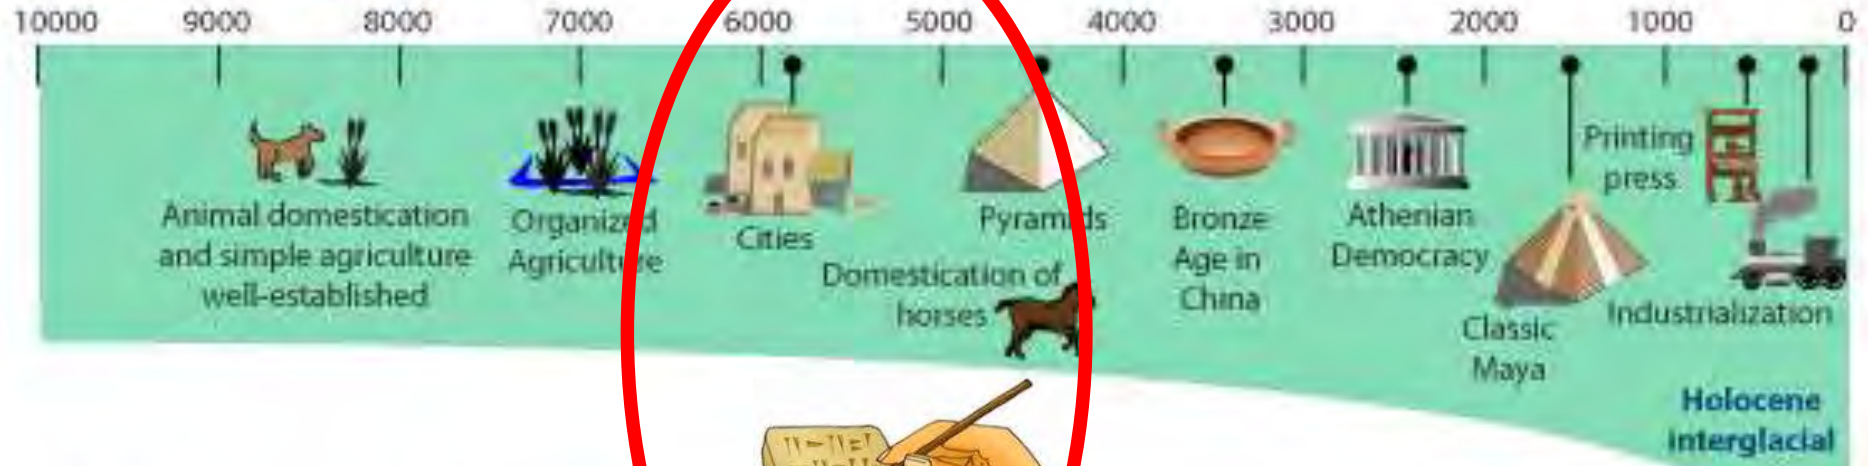 10000 9000 8000 7000 6000 5000 4000 3000 2000 1000 0
Animal domestication
and simple agriculture
well-established
Organized
Agriculture
Cities
Domestication of
horses
Pyramids
Bronze
Age in
China
Athenian
Democracy
Classic
Maya
Printing
press
Industrialization
Holocene
interglacial